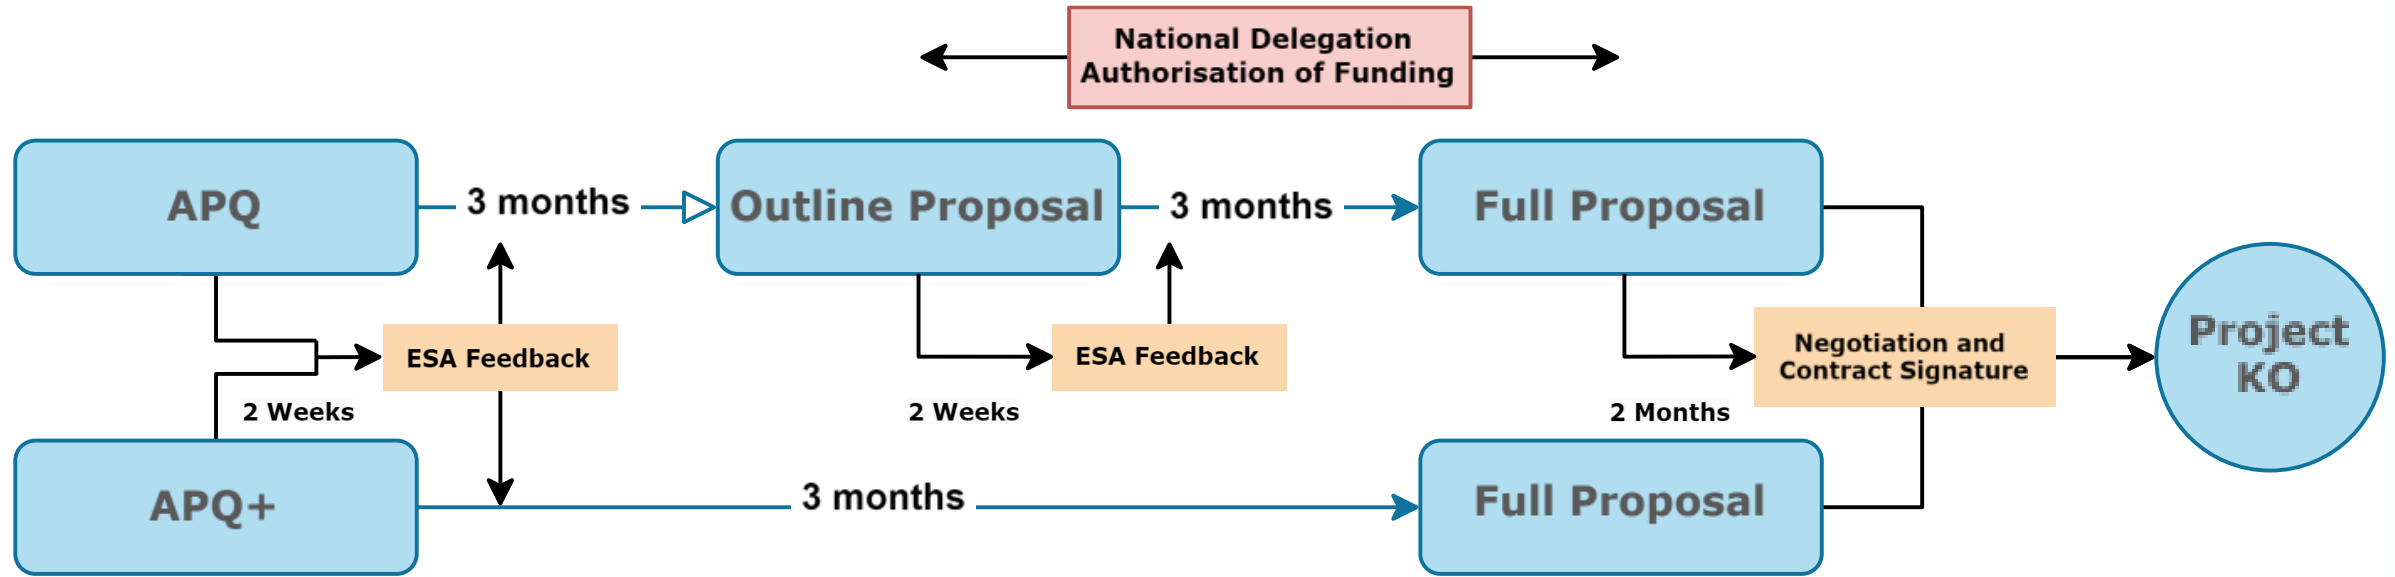 National Delegation
Authorisation of Funding
APQ
3 months
Outline Proposal
3 months
Full Proposal
ESA Feedback
2 Weeks
ESA Feedback
2 Weeks
Negotiation and
Contract Signature
2 Months
Project
KO
APQ+
3 months
Full Proposal